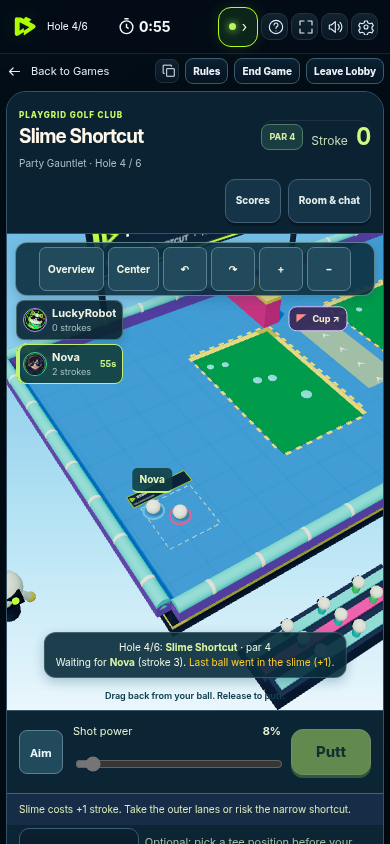 Hole 4/6
0:55
Back to Games
Rules
End Game
Leave Lobby
PLAYGRID GOLF CLUB
Slime Shortcut
PAR 4
Stroke 0
Party Gauntlet · Hole 4 / 6
Scores
Room & chat
Overview
Center
↶
↷
+
−
LuckyRobot
0 strokes
Cup ↗
Nova
55s
2 strokes
Nova
Hole 4/6: Slime Shortcut · par 4
Waiting for Nova (stroke 3). Last ball went in the slime (+1).
Drag back from your ball. Release to
Shot power
8%
Aim
Putt
Slime costs +1 stroke. Take the outer lanes or risk the narrow shortcut.
Optional: pick a tee position before your